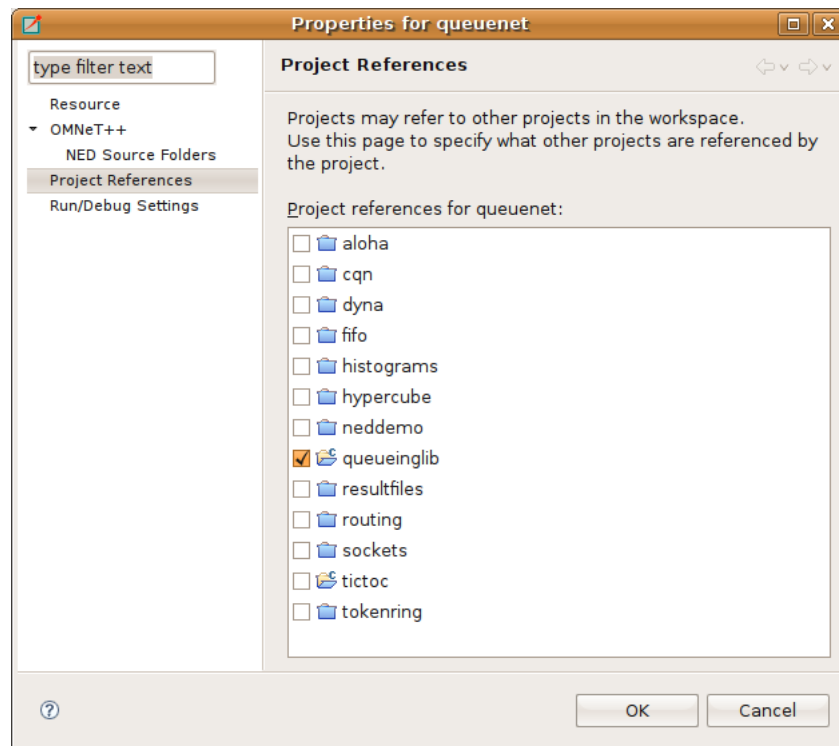 Properties for queuenet
type filter text
Resource
OMNeT++
NED Source Folders
Project References
Run/Debug Settings
Project References
Projects may refer to other projects in the workspace.
Use this page to specify what other projects are referenced by
the project.
Project references for queuenet:
aloha
cqn
dyna
fifo
histograms
hypercube
neddemo
queueinglib
resultfiles
routing
sockets
tictoc
tokenring
OK
Cancel